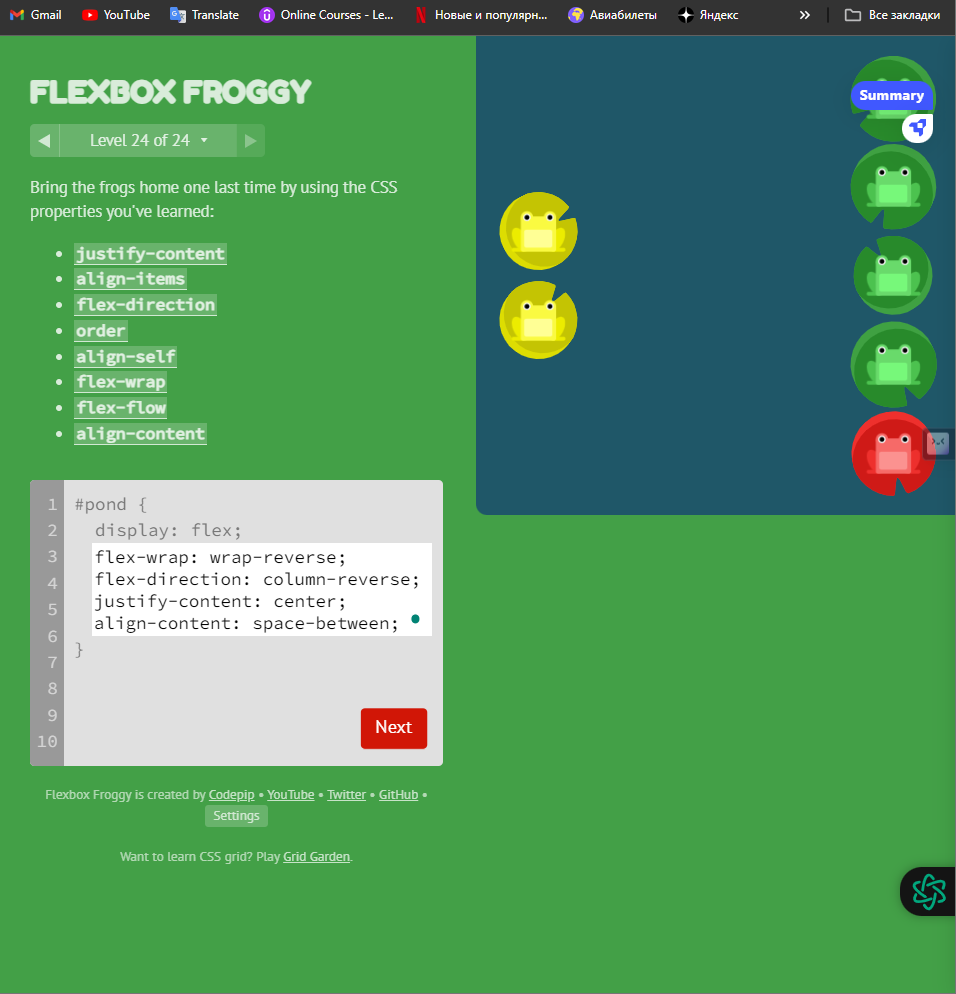 Gmail YouTube Translate Online Courses - Le... Новые и популярн... Авиабилеты Яндекс » Все закладки
FLEXBOX FROGGY
Level 24 of 24
Bring the frogs home one last time by using the CSS
properties you've learned:
justify-content
align-items
flex-direction
order
align-self
flex-wrap
flex-flow
align-content
1 #pond {
2 display: flex;
3 flex-wrap: wrap-reverse;
4 flex-direction: column-reverse;
5 justify-content: center;
6 align-content: space-between;
7 }
8
9
10
Next
Flexbox Froggy is created by Codepip • YouTube • Twitter • GitHub •
Settings
Want to learn CSS grid? Play Grid Garden.
Summary